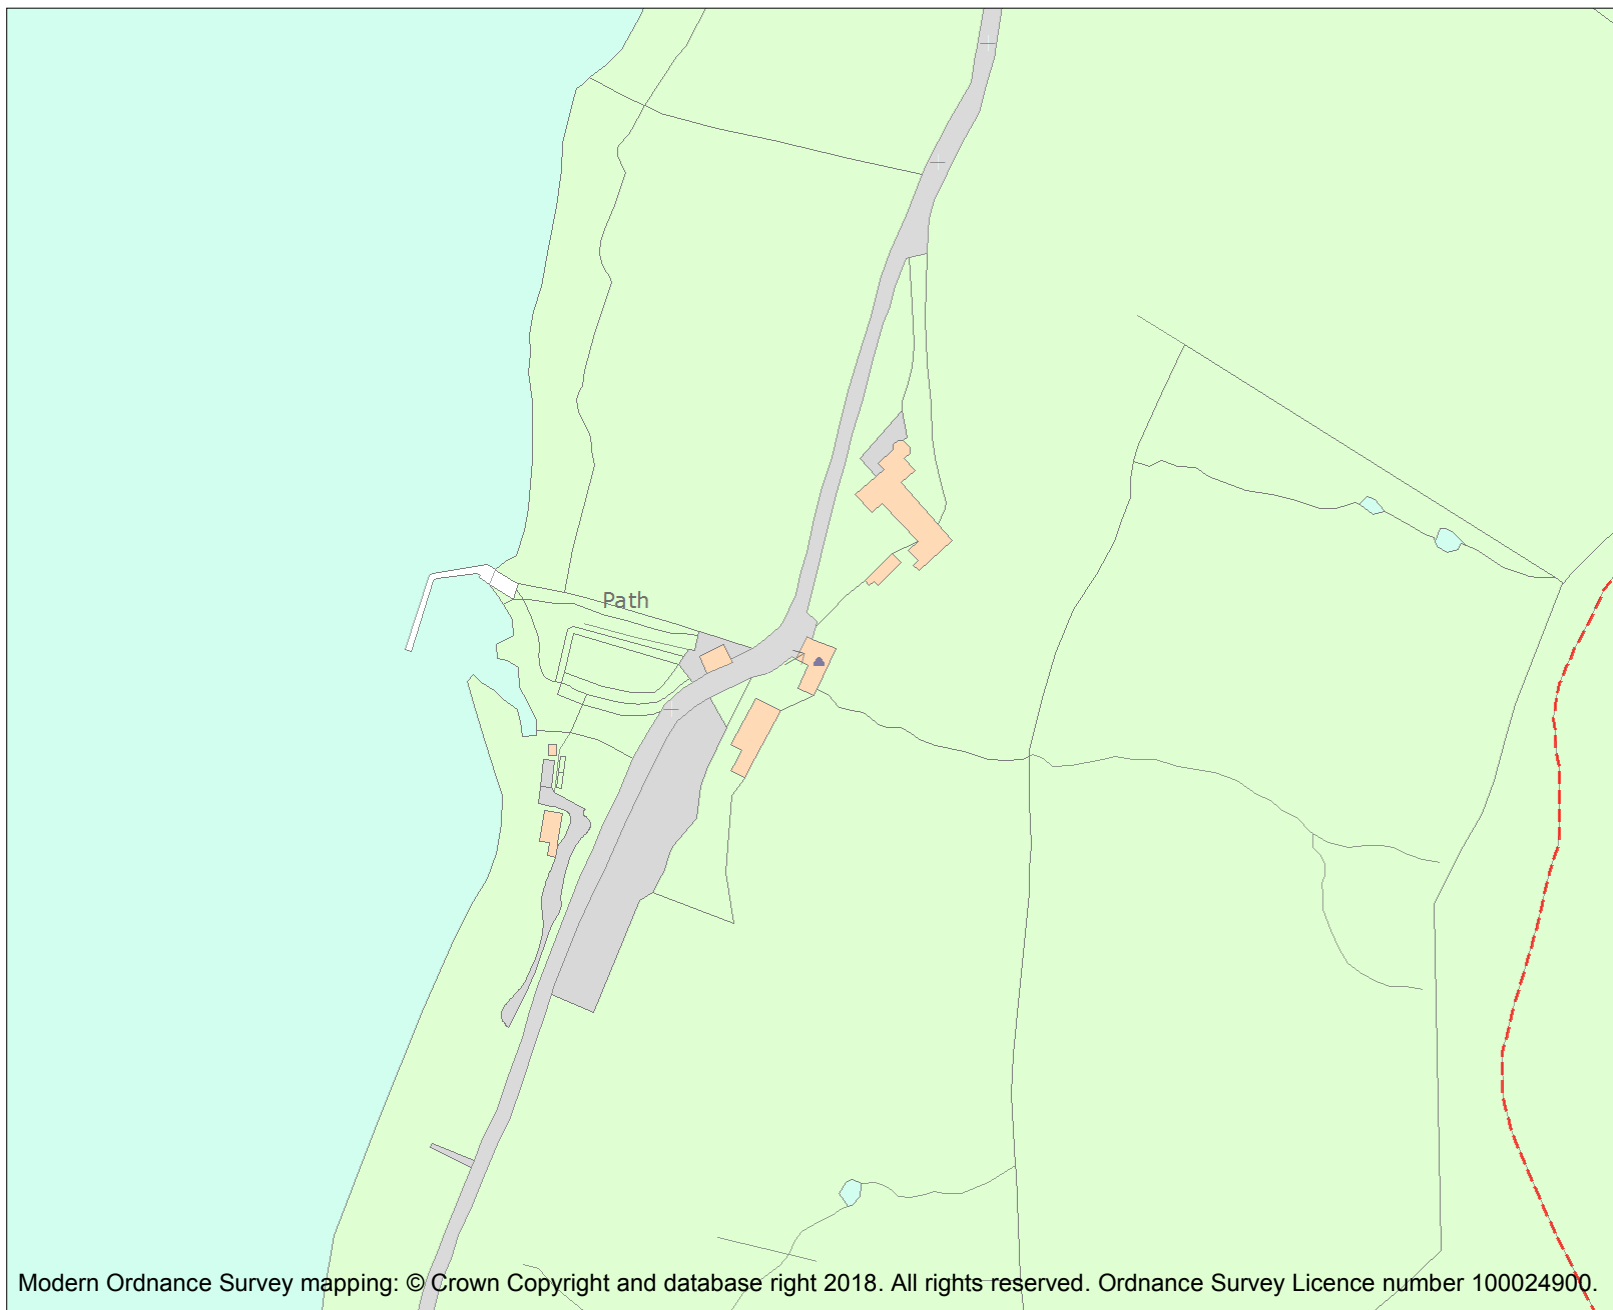 Path
Modern Ordnance Survey mapping: © Crown Copyright and database right 2018. All rights reserved. Ordnance Survey Licence number 100024900.